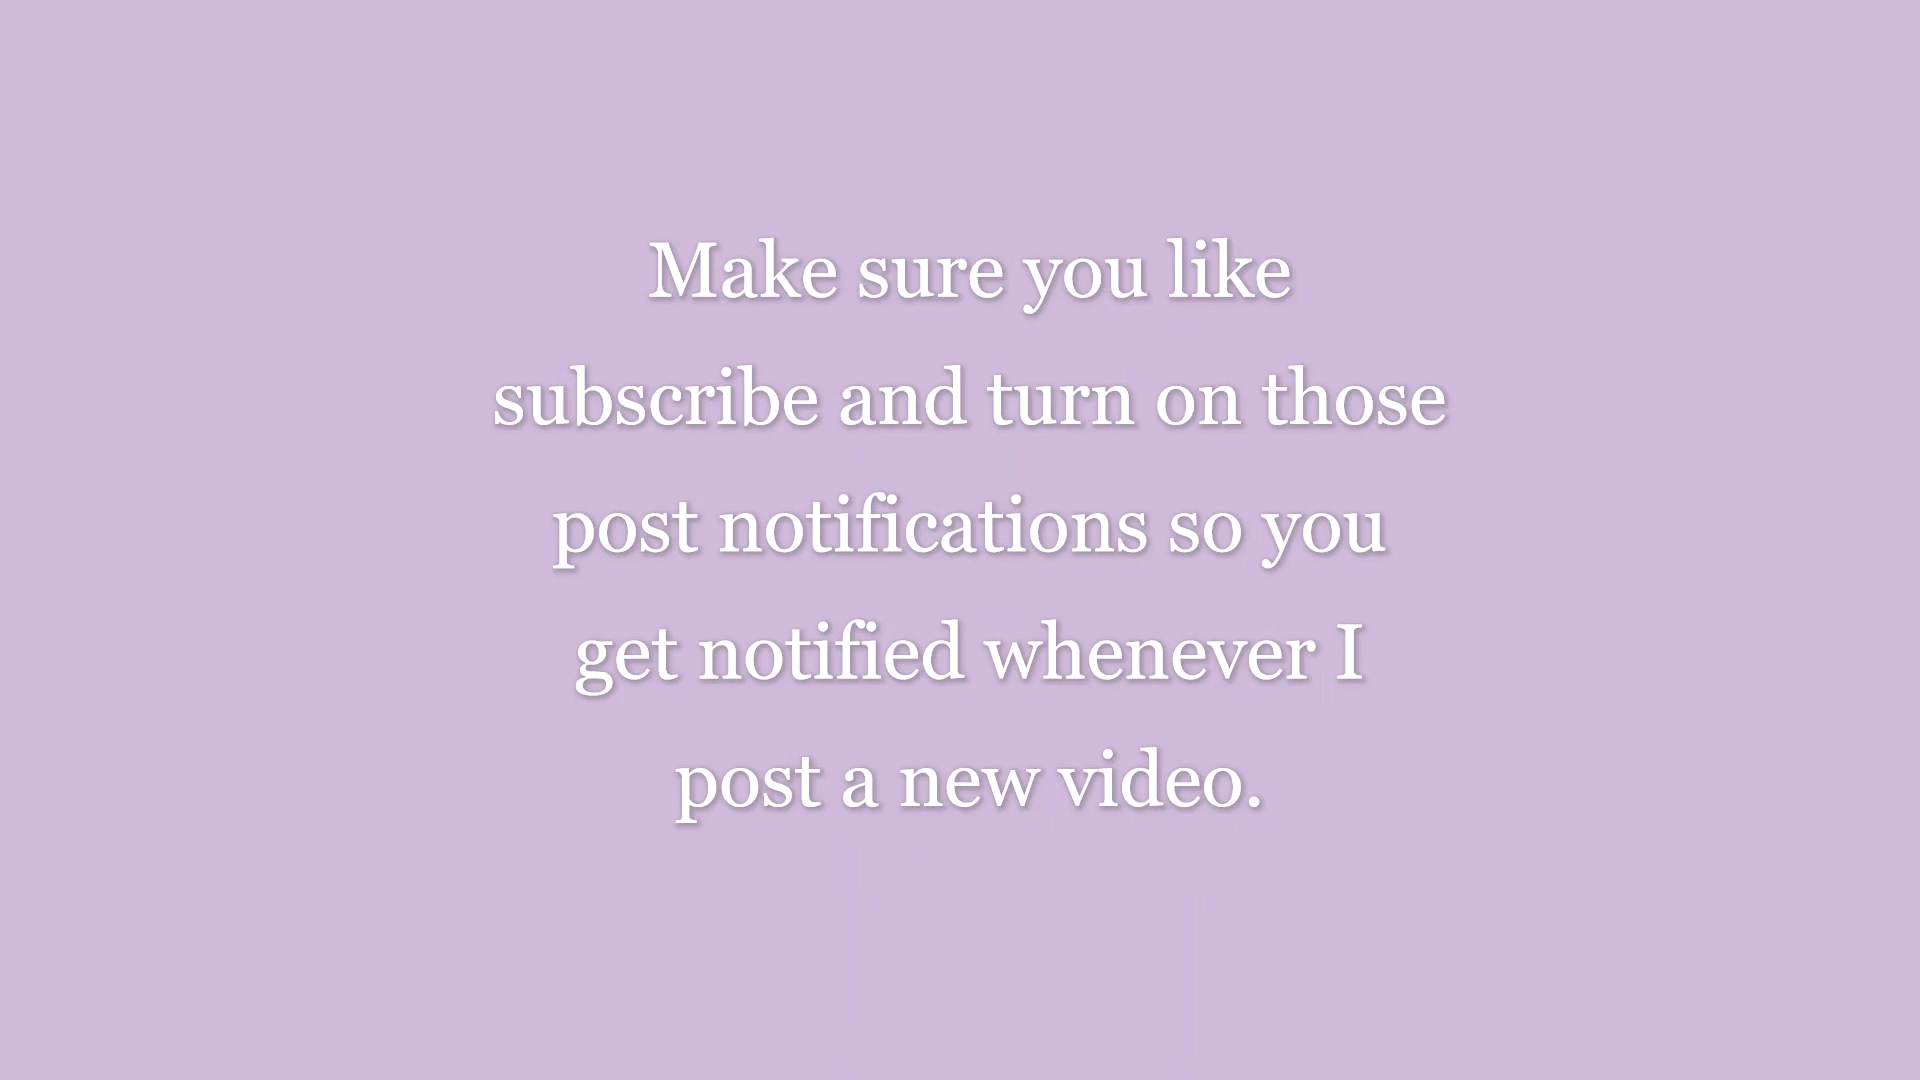 Make sure you like
subscribe and turn on those
post notifications so you
get notified whenever I
post a new video.